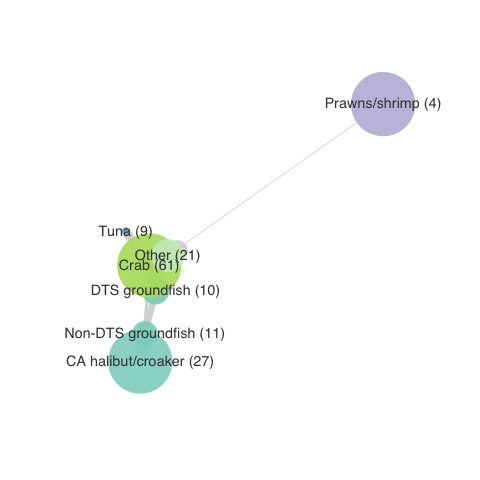 Prawns/shrimp (4)
Tuna (9)
Other (21)
Crab (61)
DTS groundfish (10)
Non-DTS groundfish (11)
CA halibut/croaker (27)